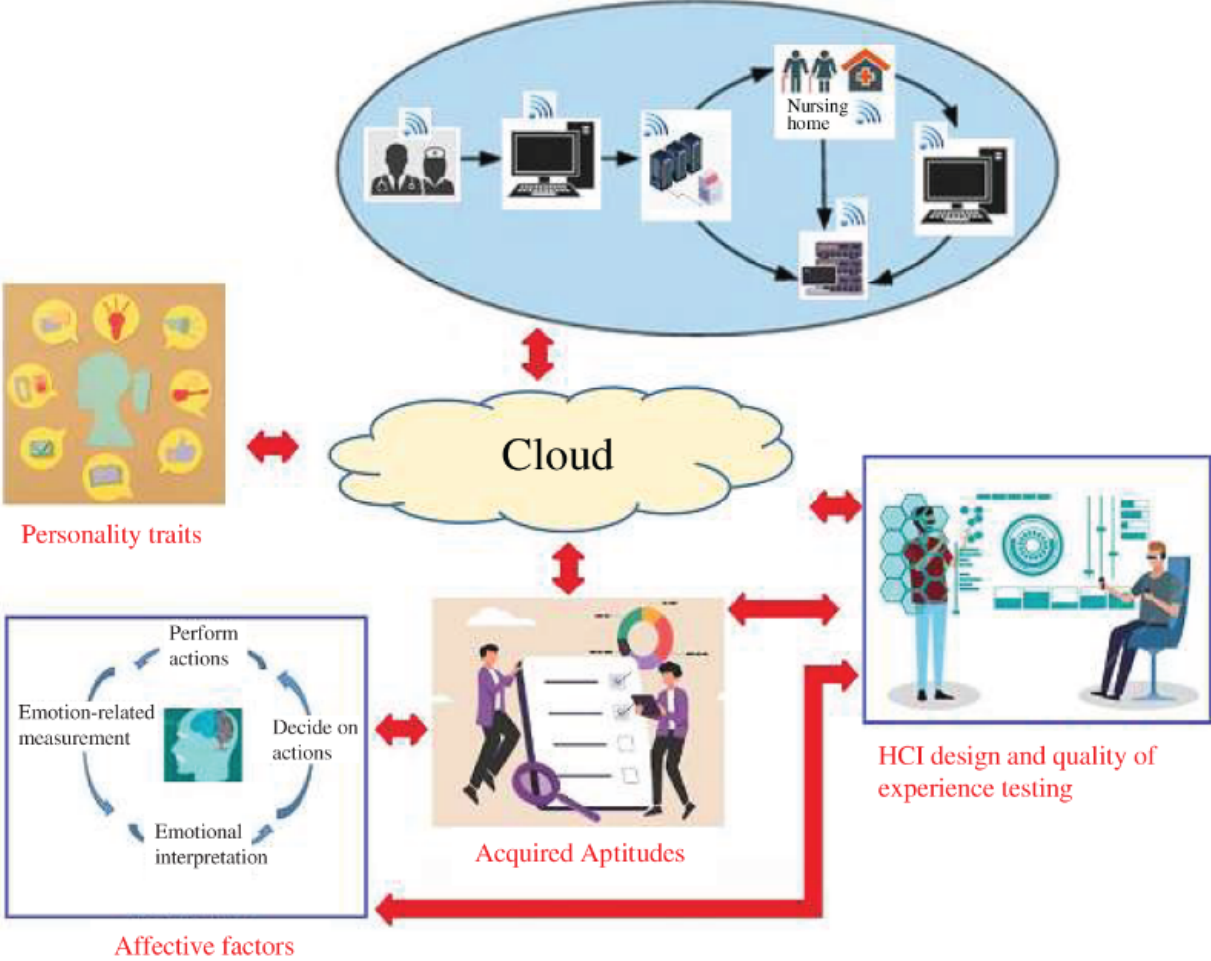 Nursing
home
Cloud
Personality traits
Perform
actions
Emotion-related
measurement
Decide on
actions
Emotional
interpretation
Affective factors
Acquired Aptitudes
HCI design and quality of
experience testing